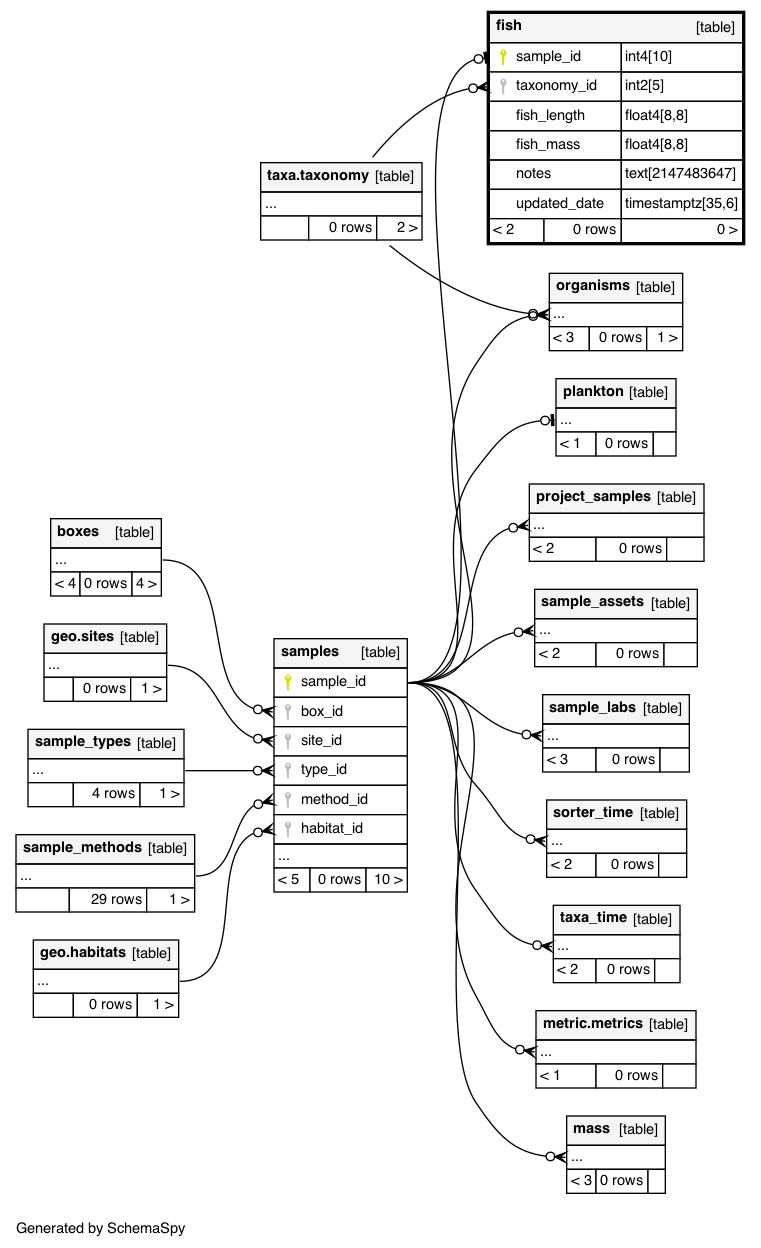 fish [table]
sample_id int4[10]
taxonomy_id int2[5]
fish_length float4[8,8]
fish_mass float4[8,8]
notes text[2147483647]
updated_date timestamptz[35,6]
< 2 0 rows 0 >
taxa.taxonomy [table]
...
0 rows 2 >
organisms [table]
...
< 3 0 rows 1 >
plankton [table]
...
< 1 0 rows
project_samples [table]
...
< 2 0 rows
boxes [table]
...
< 4 0 rows 4 >
sample_assets [table]
...
< 2 0 rows
geo.sites [table]
...
0 rows 1 >
samples [table]
sample_id
box_id
site_id
type_id
method_id
habitat_id
...
< 5 0 rows 10 >
sample_labs [table]
...
< 3 0 rows
sample_types [table]
...
4 rows 1 >
sorter_time [table]
...
< 2 0 rows
sample_methods [table]
...
29 rows 1 >
taxa_time [table]
...
< 2 0 rows
geo.habitats [table]
...
0 rows 1 >
metric.metrics [table]
...
< 1 0 rows
mass [table]
...
< 3 0 rows
Generated by SchemaSpy